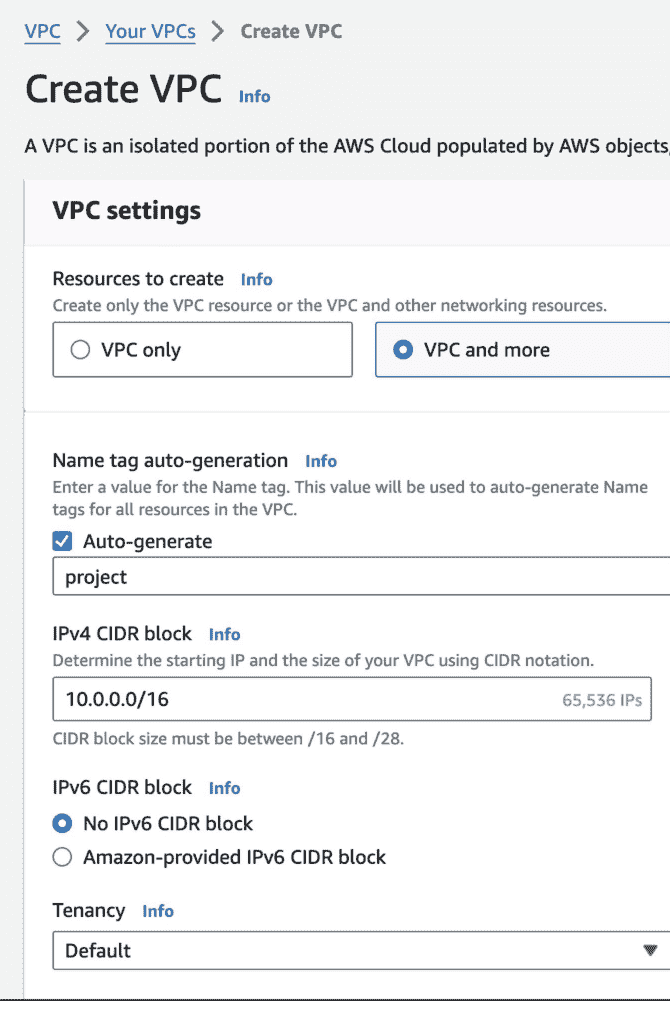 VPC > Your VPCs > Create VPC
Create VPC Info
A VPC is an isolated portion of the AWS Cloud populated by AWS objects,
VPC settings
Resources to create Info
Create only the VPC resource or the VPC and other networking resources.
VPC only
VPC and more
Name tag auto-generation Info
Enter a value for the Name tag. This value will be used to auto-generate Name
tags for all resources in the VPC.
Auto-generate
project
IPv4 CIDR block Info
Determine the starting IP and the size of your VPC using CIDR notation.
10.0.0.0/16 65,536 IPs
CIDR block size must be between /16 and /28.
IPv6 CIDR block Info
No IPv6 CIDR block
Amazon-provided IPv6 CIDR block
Tenancy Info
Default